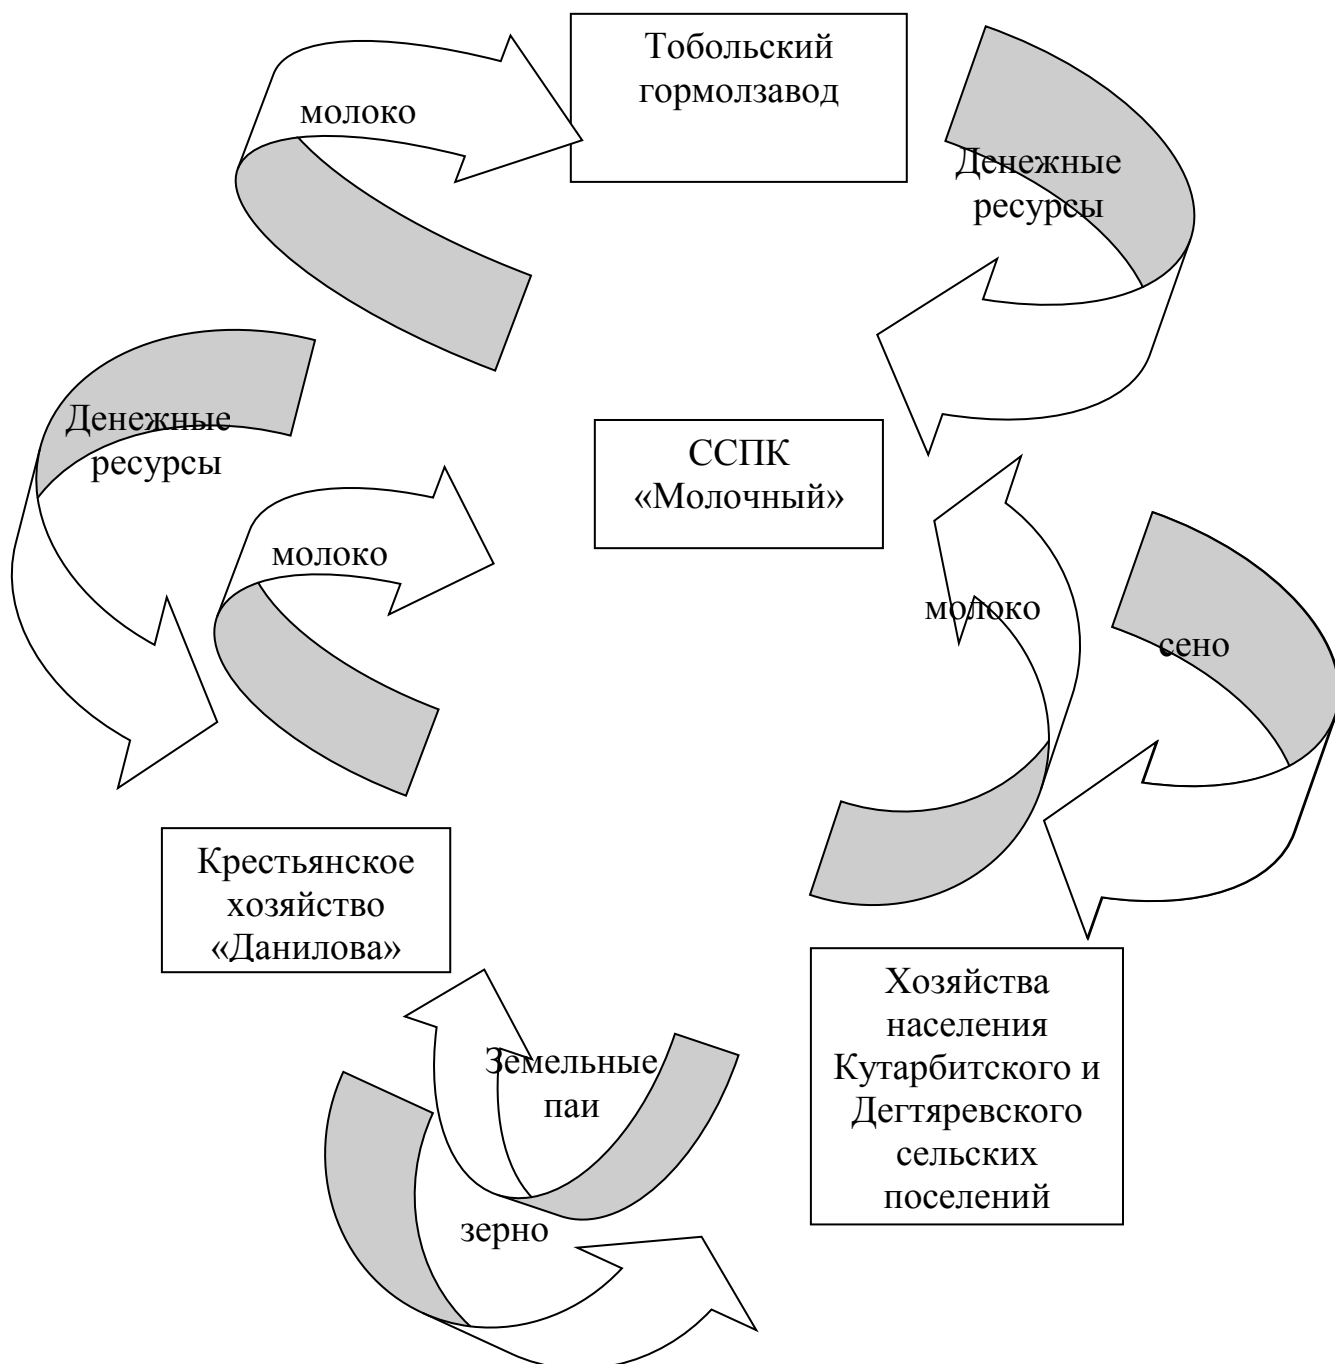 Тобольский
гормолзавод
молоко
Денежные
ресурсы
Денежные
ресурсы
ССПК
«Молочный»
молоко
молоко
сено
Крестьянское
хозяйство
«Данилова»
Хозяйства
населения
Кутарбитского и
Дегтяревского
сельских
поселений
Земельные
паи
зерно